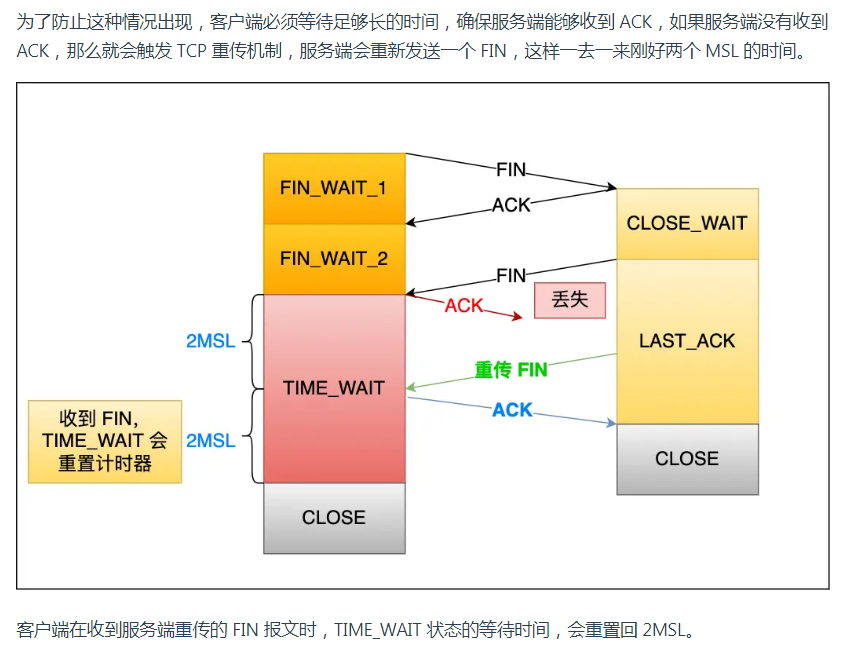 为了防止这种情况出现，客户端必须等待足够长的时间，确保服务端能够收到 ACK，如果服务端没有收到
ACK，那么就会触发 TCP 重传机制，服务端会重新发送一个 FIN，这样一去一来刚好两个 MSL 的时间。
FIN_WAIT_1
FIN
ACK
CLOSE_WAIT
FIN_WAIT_2
FIN
ACK
丢失
2MSL
LAST_ACK
重传 FIN
TIME_WAIT
ACK
收到 FIN,
TIME_WAIT 会
重置计时器
2MSL
CLOSE
CLOSE
客户端在收到服务端重传的 FIN 报文时，TIME_WAIT 状态的等待时间，会重置回 2MSL。